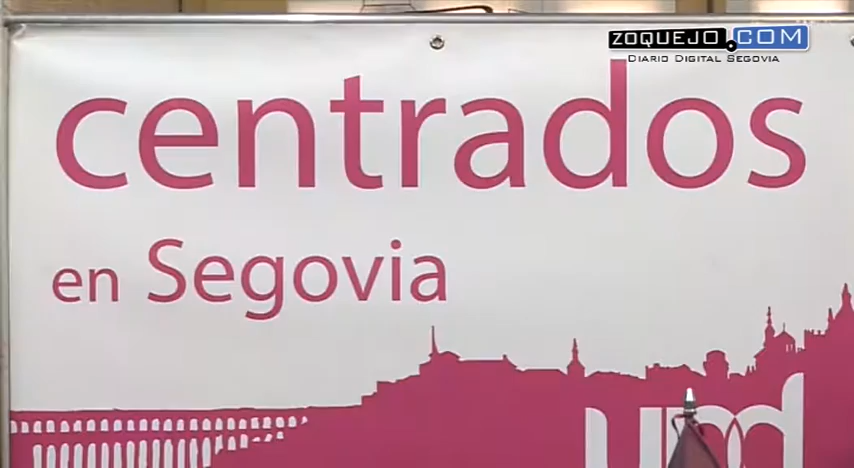 ZOQUEJO.COM
DIARIO DIGITAL SEGOVIA
centrados
en Segovia